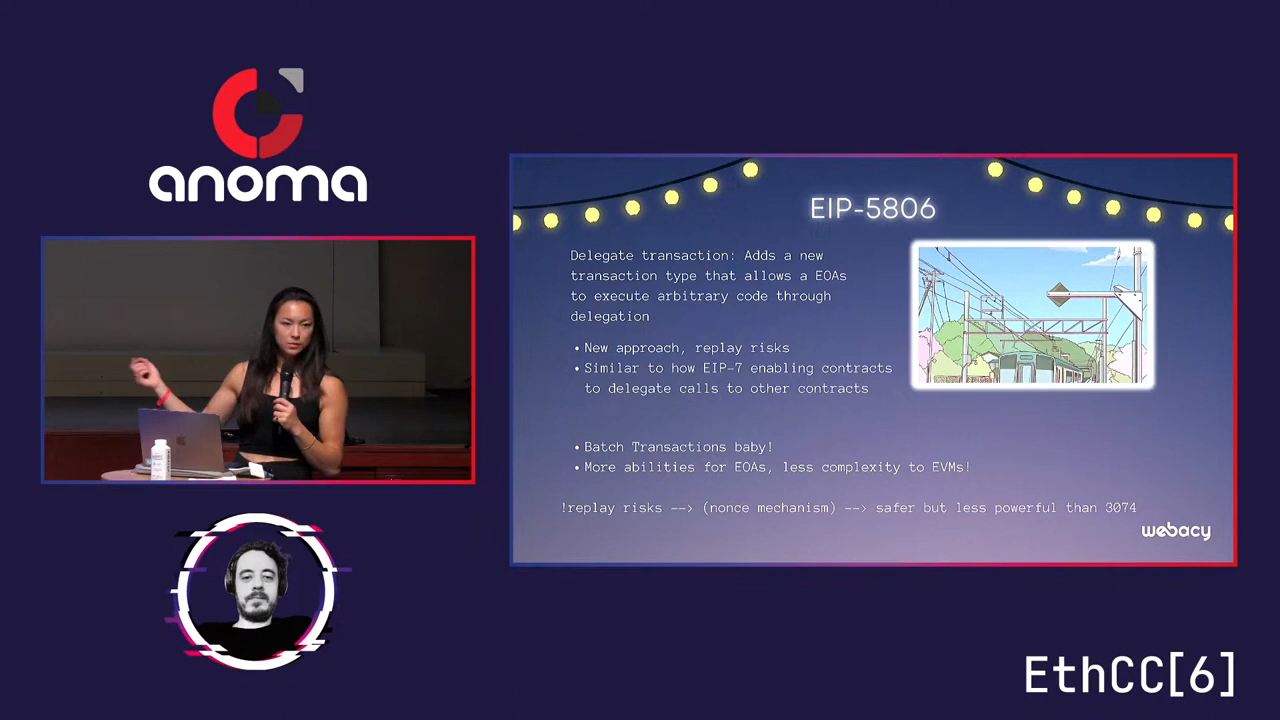 anoma
EIP-5806
Delegate transaction: Adds a new
transaction type that allows a EOAs
to execute arbitrary code through
delegation
• New approach, replay risks
• Similar to how EIP-7 enabling contracts
to delegate calls to other contracts
• Batch Transactions baby!
• More abilities for EOAs, less complexity to EVMs!
!replay risks --> (nonce mechanism) --> safer but less powerful than 3074
webacy
EthCC[6]